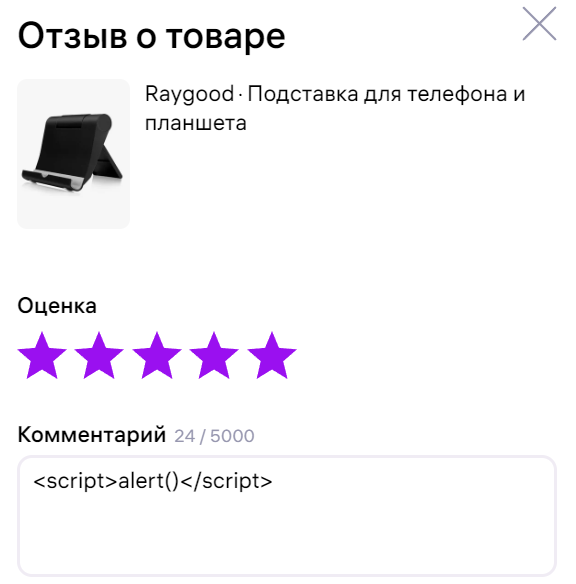 Отзыв о товаре
Raygood · Подставка для телефона и
планшета
Оценка
Комментарий 24 / 5000
<script>alert()</script>